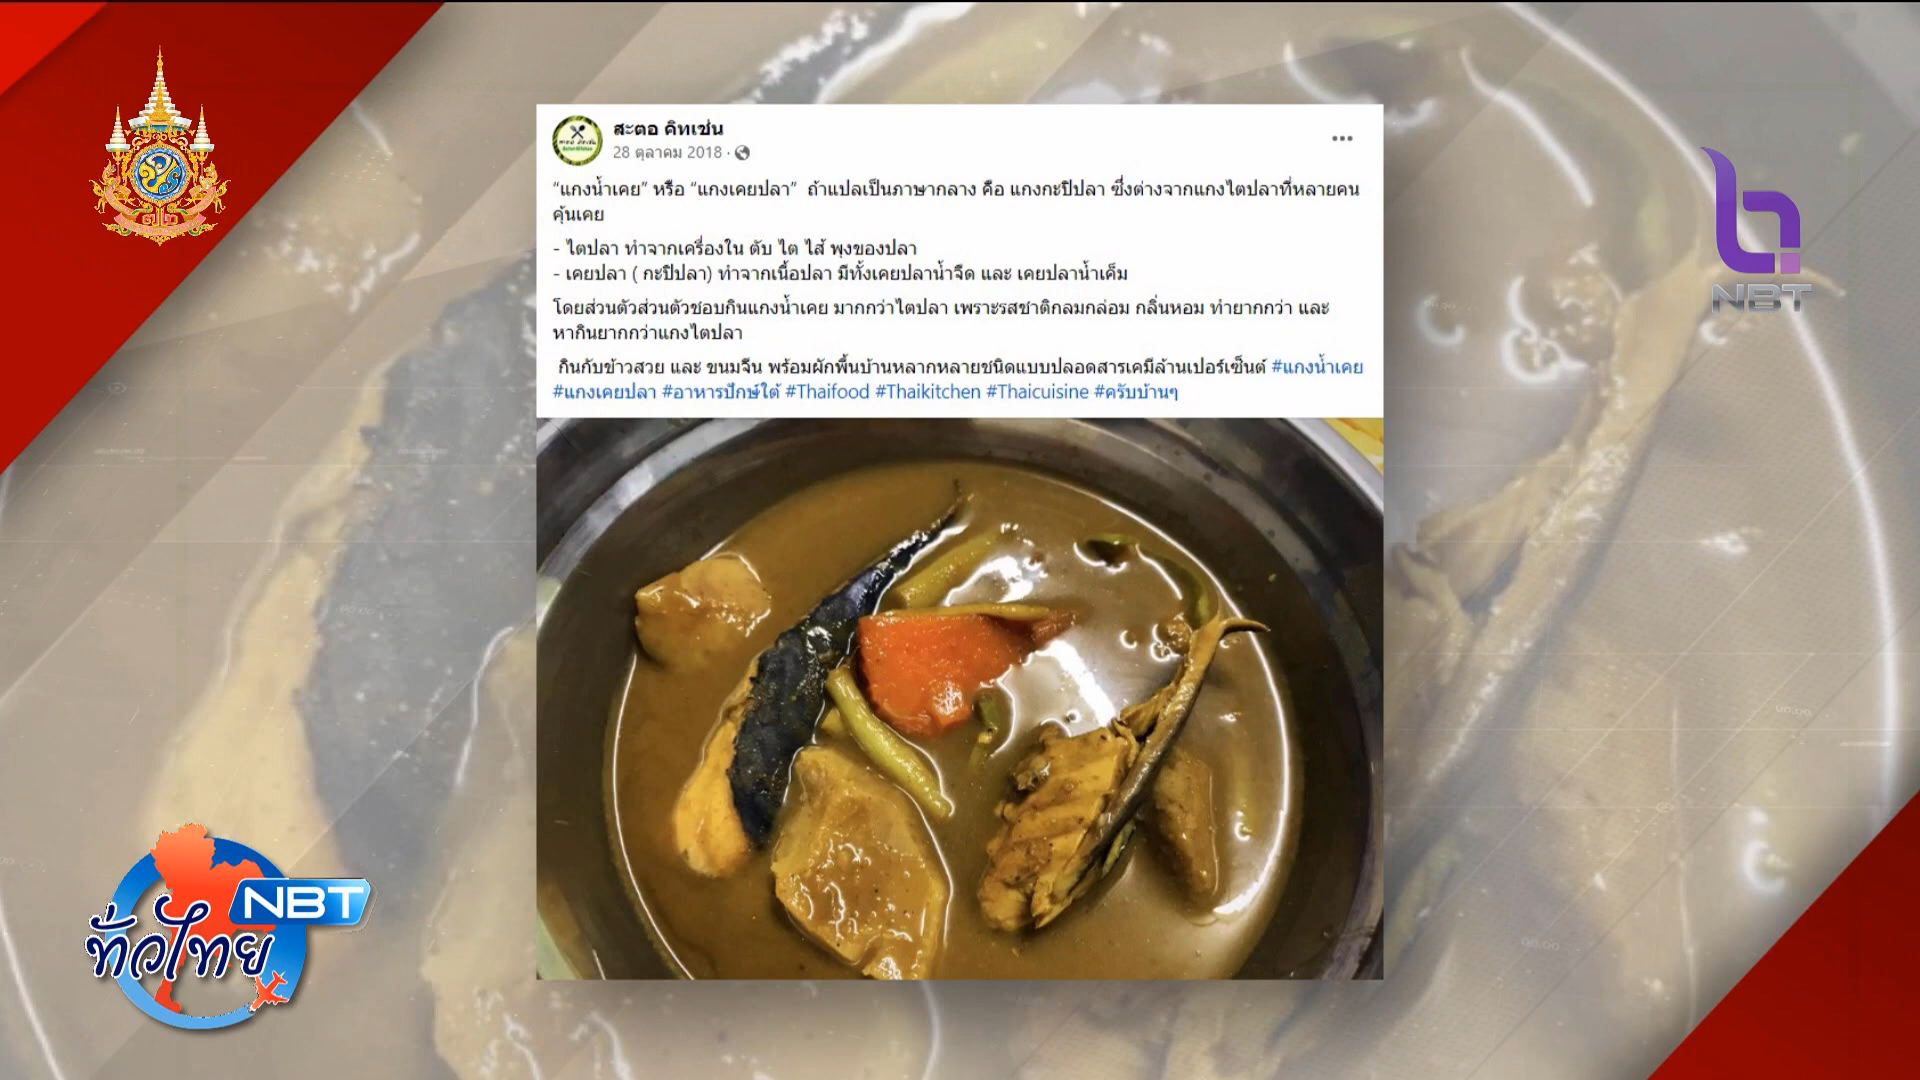 สะตอ คิทเช่น
28 ตุลาคม 2018 ·
“แกงน้ำเคย” หรือ “แกงเคยปลา” ถ้าแปลเป็นภาษากลาง คือ แกงกะปิปลา ซึ่งต่างจากแกงไตปลาที่หลายคน
คุ้นเคย
- ไตปลา ทำจากเครื่องใน ตับ ไต ไส้ พุงของปลา
- เคยปลา ( กะปิปลา) ทำจากเนื้อปลา มีทั้งเคยปลาน้ำจืด และ เคยปลาน้ำเค็ม
โดยส่วนตัวส่วนตัวชอบกินแกงน้ำเคย มากกว่าไตปลา เพราะรสชาติกลมกล่อม กลิ่นหอม ทำยากกว่า และ
หากินยากกว่าแกงไตปลา
กินกับข้าวสวย และ ขนมจีน พร้อมผักพื้นบ้านหลากหลายชนิดแบบปลอดสารเคมีล้านเปอร์เซ็นต์ #แกงน้ำเคย
#แกงเคยปลา #อาหารปักษ์ใต้ #Thaifood #Thaikitchen #Thaicuisine #ครับบ้านๆ
NBT
NBT
ทั่วไทย
๗๒